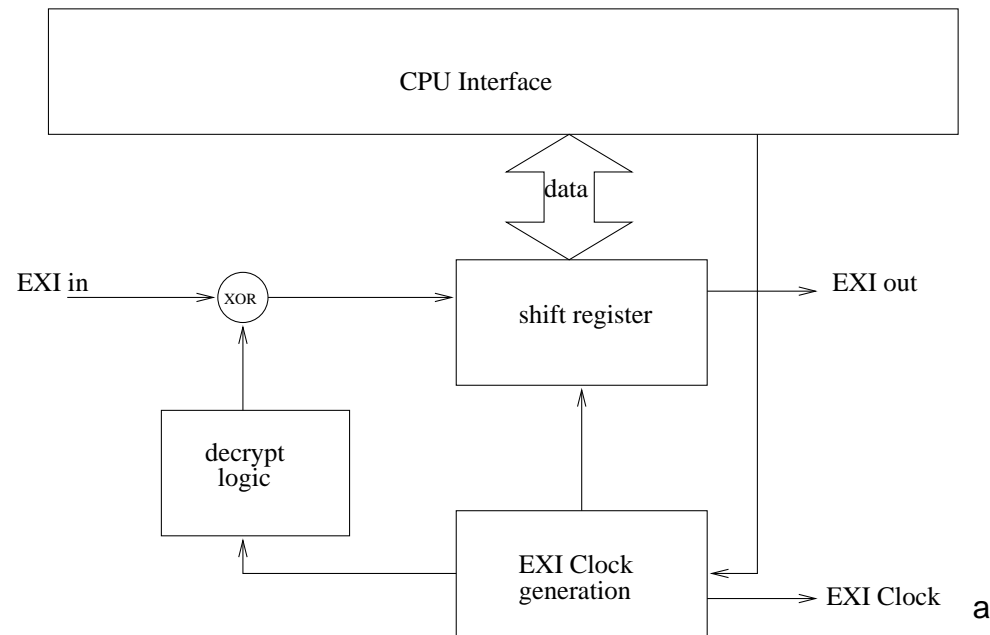 CPU Interface
data
EXI in
XOR
shift register
EXI out
decrypt
logic
EXI Clock
generation
EXI Clock
a